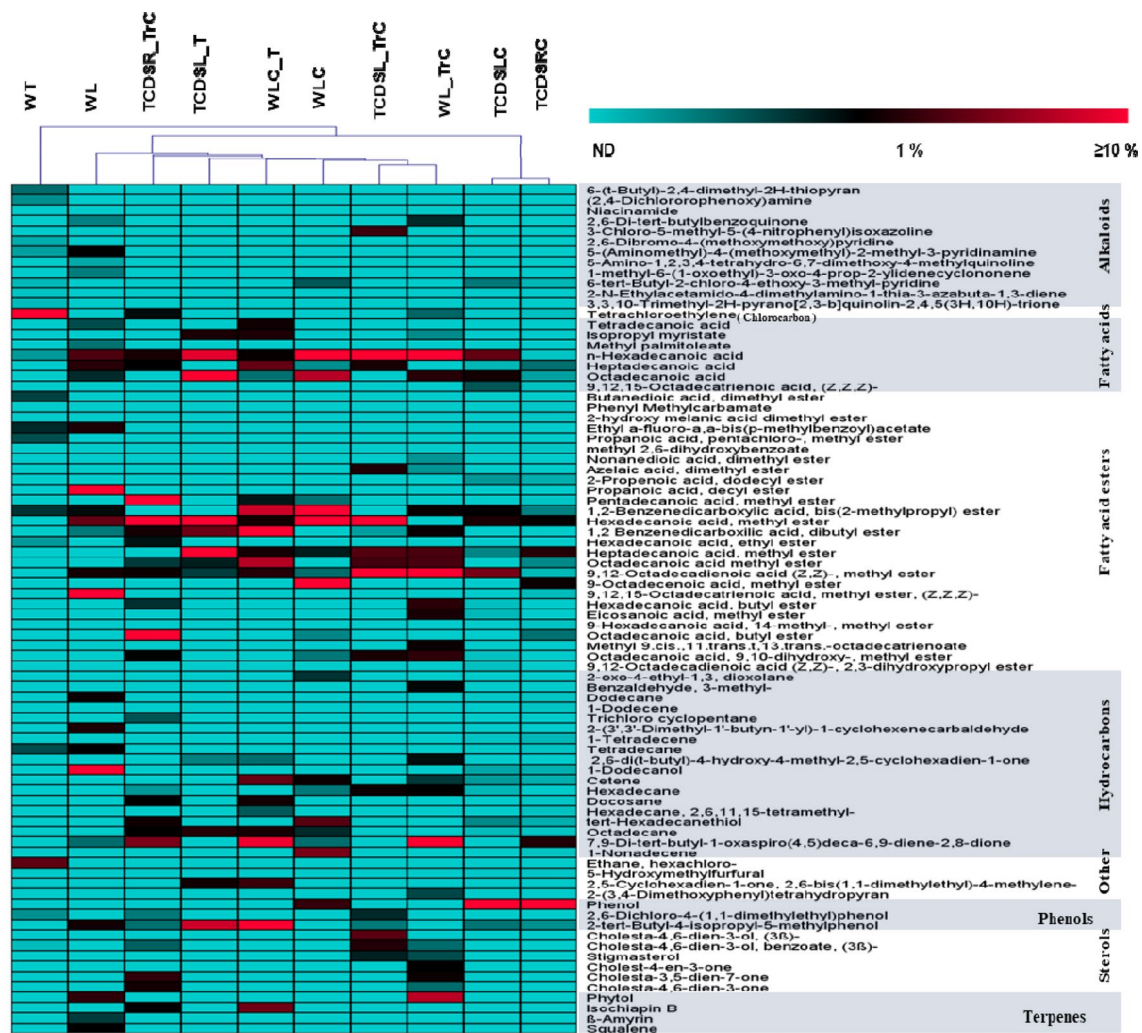 WT
WL
TCDSR_TrC
TCDSL_T
WLC_T
WLC
TCDSL_TrC
WL_TrC
TCDSLC
TCDSRC
ND 1 % ≥10 %
6-(t-Butyl)-2,4-dimethyl-2H-thiopyran
(2,4-Dichlororophenoxy)amine
Niacinamide
2,6-Di-tert-butylbenzoquinone
3-Chloro-5-methyl-5-(4-nitrophenyl)isoxazoline
2,6-Dibromo-4-(methoxymethoxy)pyridine
5-(Aminomethyl)-4-(methoxymethyl)-2-methyl-3-pyridinamine
5-Amino-1,2,3,4-tetrahydro-6,7-dimethoxy-4-methylquinoline
1-methyl-6-(1-oxoethyl)-3-oxo-4-prop-2-ylidenecyclononene
6-tert-Butyl-2-chloro-4-ethoxy-3-methyl-pyridine
2-N-Ethylacetamido-4-dimethylamino-1-thia-3-azabuta-1,3-diene
3,3,10-Trimethyl-2H-pyrano[2,3-b]quinolin-2,4,5(3H,10H)-trione
Alkaloids
Tetrachloroethylene (Chlorocarbon)
Tetradecanoic acid
Isopropyl myristate
Methyl palmitoleate
n-Hexadecanoic acid
Heptadecanoic acid
Octadecanoic acid
9,12,15-Octadecatrienoic acid, (Z,Z,Z)-
Fatty acids
Butanedioic acid, dimethyl ester
Phenyl Methylcarbamate
2-hydroxy melanic acid dimethyl ester
Ethyl a-fluoro-a,a-bis(p-methylbenzoyl)acetate
Propanoic acid, pentachloro-, methyl ester
methyl 2,6-dihydroxybenzoate
Nonanedioic acid, dimethyl ester
Azelaic acid, dimethyl ester
2-Propenoic acid, dodecyl ester
Propanoic acid, decyl ester
Pentadecanoic acid, methyl ester
1,2-Benzenedicarboxylic acid, bis(2-methylpropyl) ester
Hexadecanoic acid, methyl ester
1,2 Benzenedicarboxilic acid, dibutyl ester
Hexadecanoic acid, ethyl ester
Heptadecanoic acid. methyl ester
Octadecanoic acid methyl ester
9,12-Octadecadienoic acid (Z,Z)-, methyl ester
9-Octadecenoic acid, methyl ester
9,12,15-Octadecatrienoic acid, methyl ester, (Z,Z,Z)-
Hexadecanoic acid, butyl ester
Eicosanoic acid, methyl ester
9-Hexadecanoic acid, 14-methyl-, methyl ester
Octadecanoic acid, butyl ester
Methyl 9.cis.,11.trans.t,13.trans.-octadecatrienoate
Octadecanoic acid, 9,10-dihydroxy-, methyl ester
9,12-Octadecadienoic acid (Z,Z)-, 2,3-dihydroxypropyl ester
Fatty acid esters
2-oxo-4-ethyl-1,3, dioxolane
Benzaldehyde, 3-methyl-
Dodecane
1-Dodecene
Trichloro cyclopentane
2-(3',3'-Dimethyl-1'-butyn-1'-yl)-1-cyclohexenecarbaldehyde
1-Tetradecene
Tetradecane
2,6-di(t-butyl)-4-hydroxy-4-methyl-2,5-cyclohexadien-1-one
1-Dodecanol
Cetene
Hexadecane
Docosane
Hexadecane, 2,6,11,15-tetramethyl-
tert-Hexadecanethiol
Octadecane
7,9-Di-tert-butyl-1-oxaspiro(4,5)deca-6,9-diene-2,8-dione
1-Nonadecene
Hydrocarbons
Ethane, hexachloro-
5-Hydroxymethylfurfural
2,5-Cyclohexadien-1-one, 2,6-bis(1,1-dimethylethyl)-4-methylene-
2-(3,4-Dimethoxyphenyl)tetrahydropyran
Other
Phenol
2,6-Dichloro-4-(1,1-dimethylethyl)phenol
2-tert-Butyl-4-isopropyl-5-methylphenol
Phenols
Cholesta-4,6-dien-3-ol, (3ß)-
Cholesta-4,6-dien-3-ol, benzoate, (3ß)-
Stigmasterol
Cholest-4-en-3-one
Cholesta-3,5-dien-7-one
Cholesta-4,6-dien-3-one
Sterols
Phytol
Isochiapin B
ß-Amyrin
Squalene
Terpenes